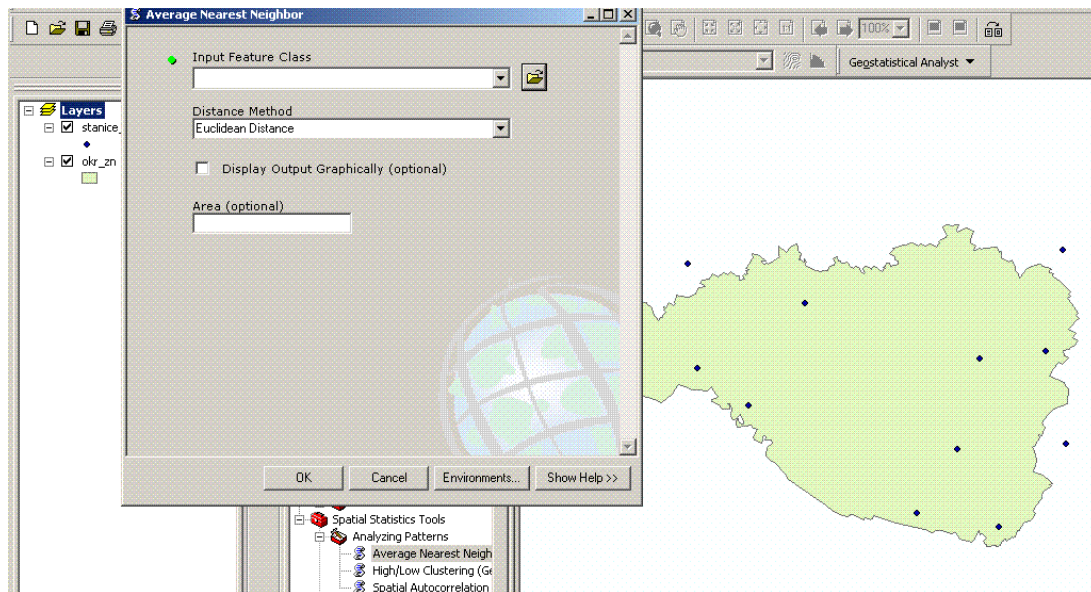 Average Nearest Neighbor
100%
Input Feature Class
Geostatistical Analyst
Layers
stanice_
okr_zn
Distance Method
Euclidean Distance
Display Output Graphically (optional)
Area (optional)
OK Cancel Environments... Show Help >>
Spatial Statistics Tools
Analyzing Patterns
Average Nearest Neigh
High/Low Clustering (Ge
Spatial Autocorrelation